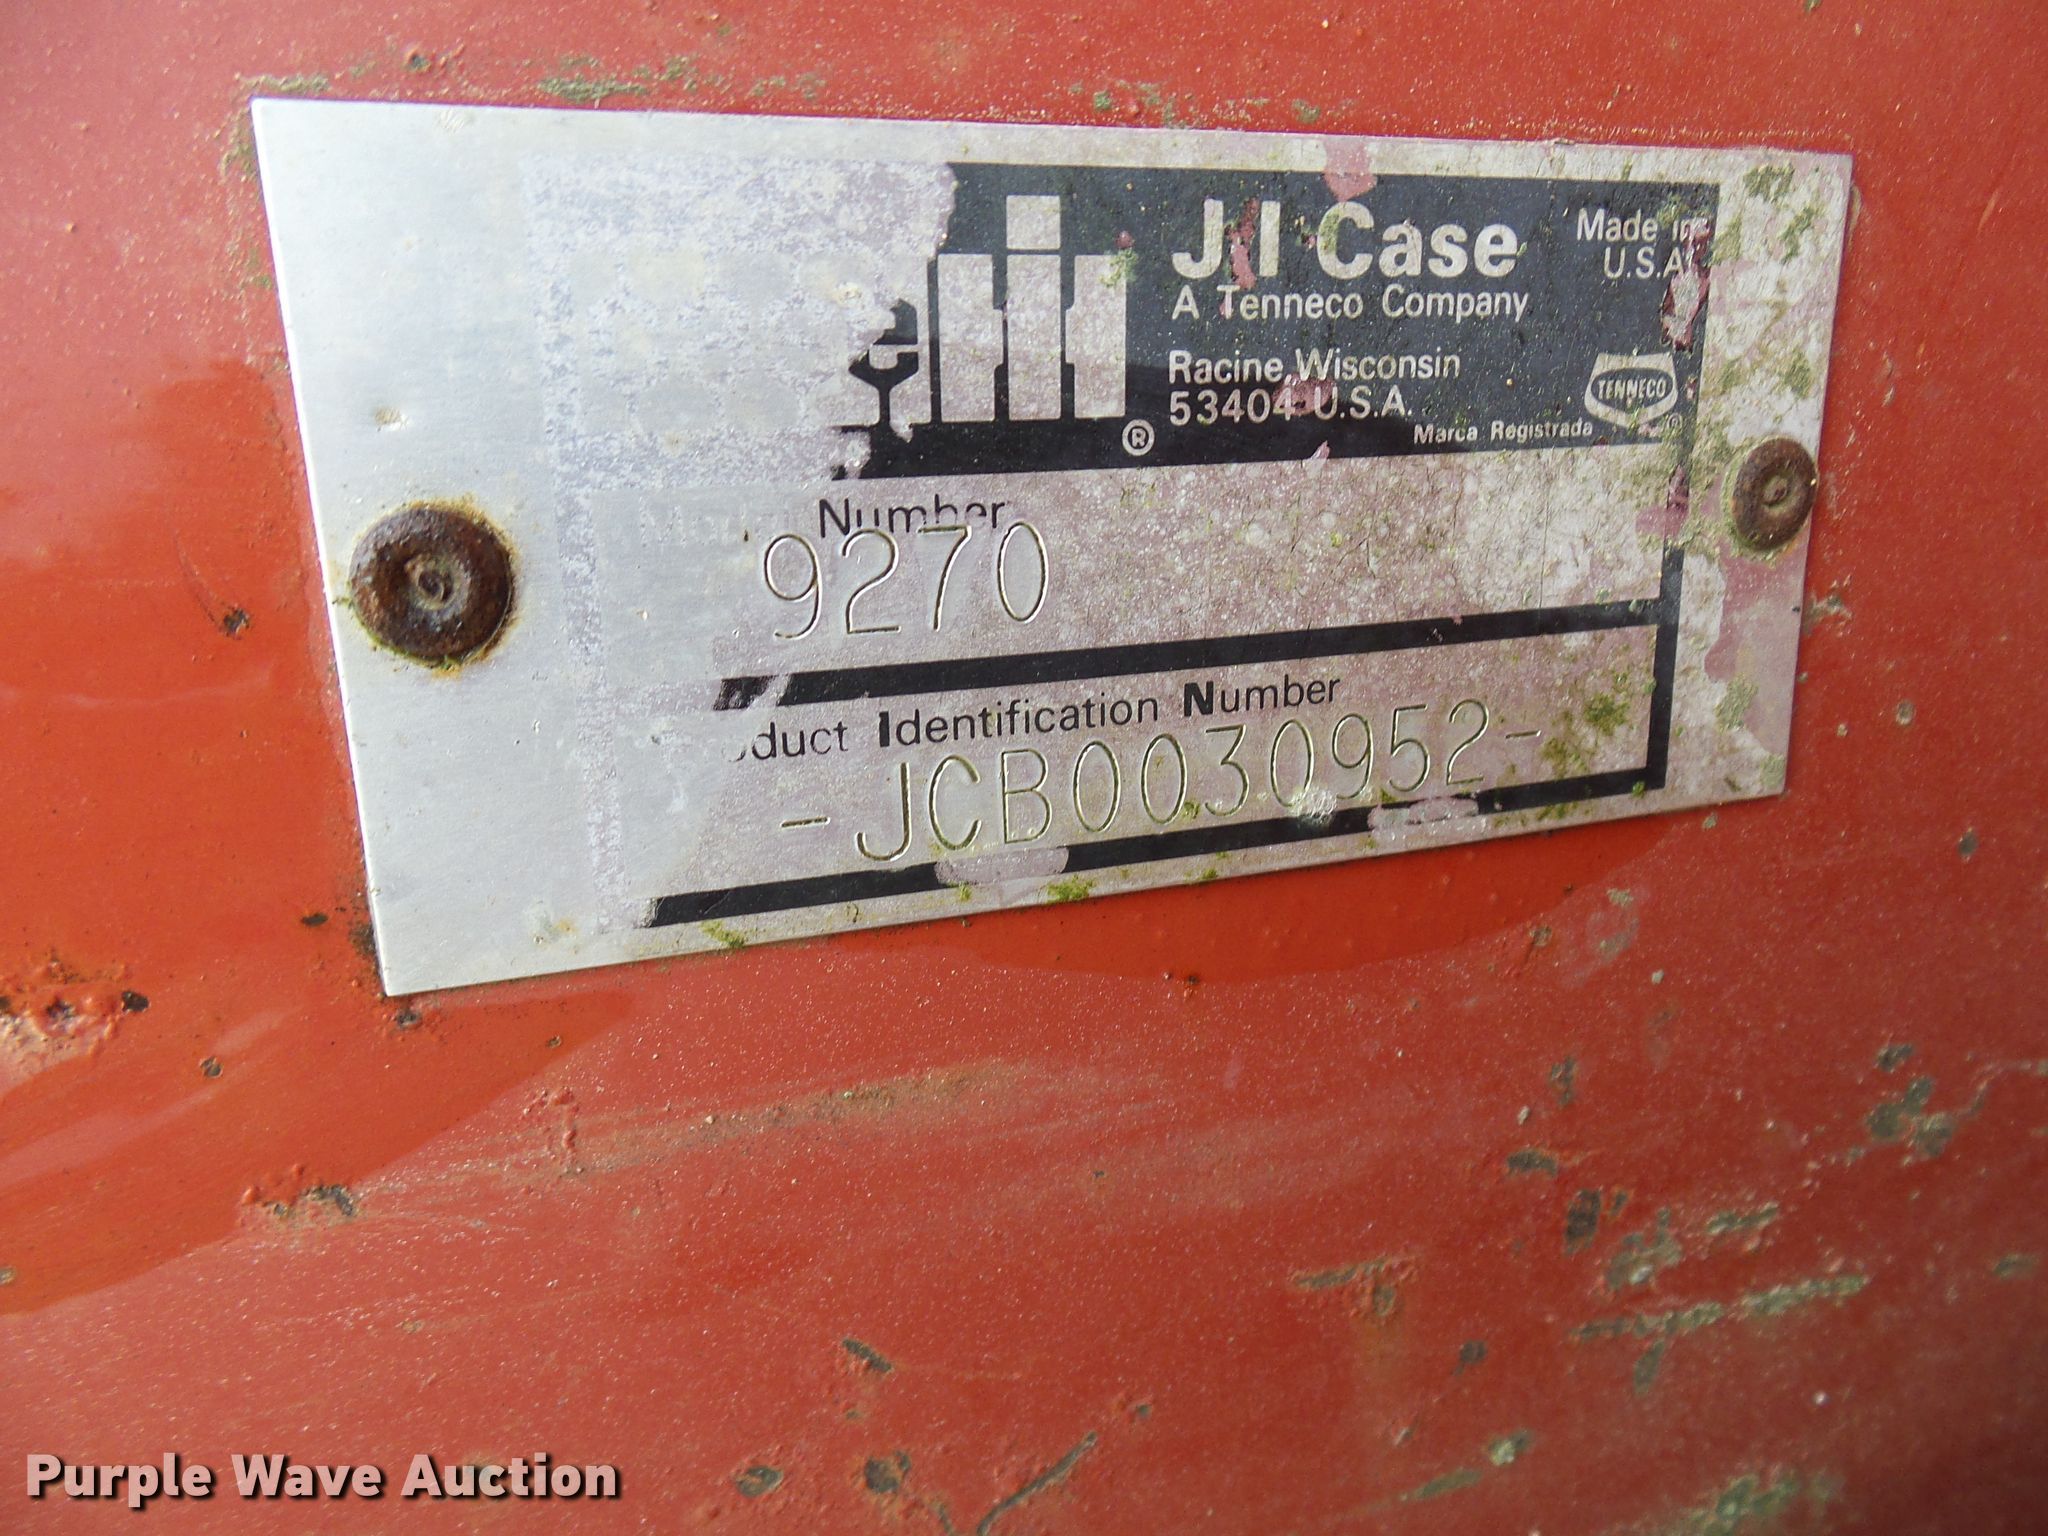 J I Case
A Tenneco Company
Racine, Wisconsin
53404 U.S.A.
Made in
U.S.A.
TENNECO
Marca Registrada
Model Number
9270
Identification Number
-JCB0030952-
Purple Wave Auction